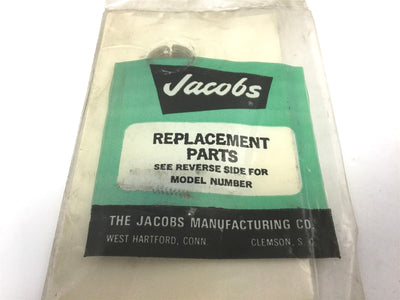 Jacobs
REPLACEMENT
PARTS
SEE REVERSE SIDE FOR
MODEL NUMBER
THE JACOBS MANUFACTURING CO.
WEST HARTFORD, CONN. CLEMSON, S. C.